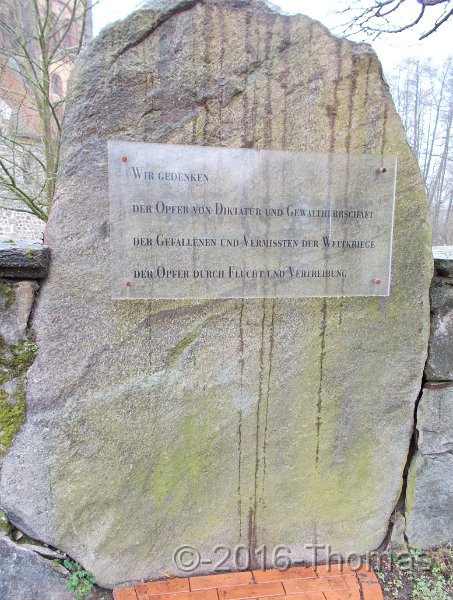 Wir gedenken
der Opfer von Diktatur und Gewaltherrschaft
der Gefallenen und Vermissten der Weltkriege
der Opfer durch Flucht und Vertreibung
©-2016-Thomas